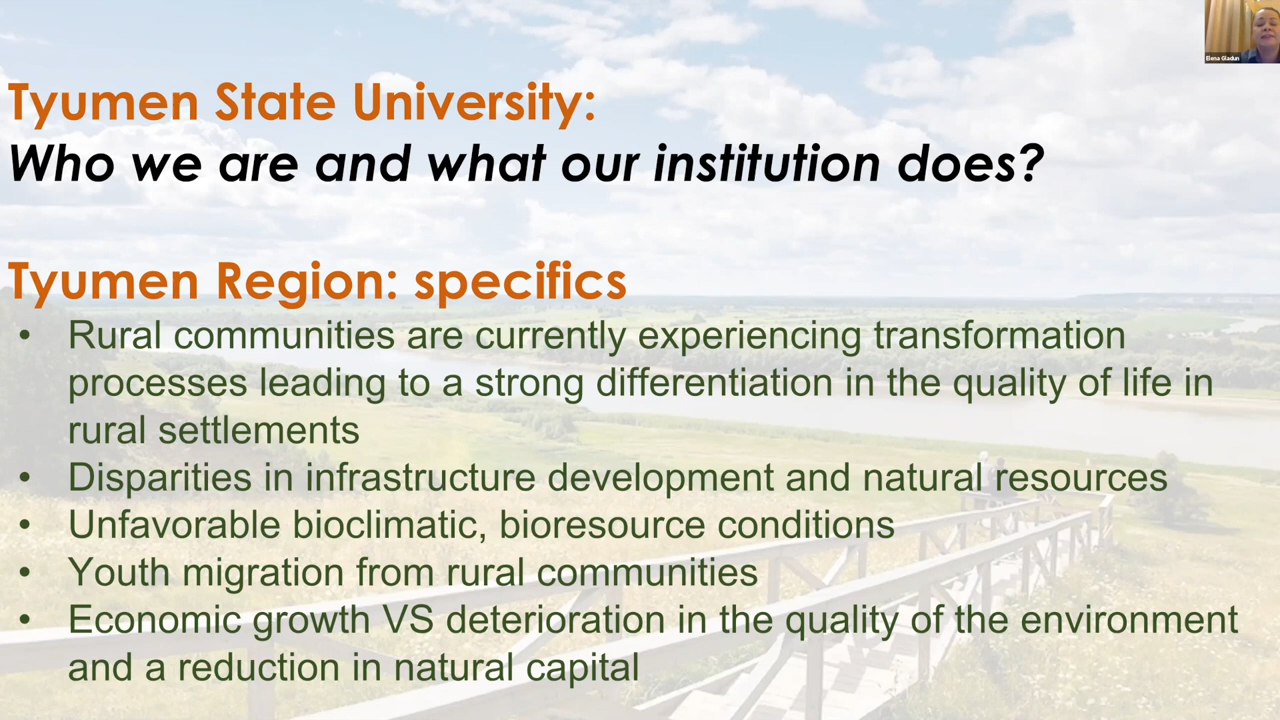 Elena Gladun
Tyumen State University:
Who we are and what our institution does?
Tyumen Region: specifics
• Rural communities are currently experiencing transformation
processes leading to a strong differentiation in the quality of life in
rural settlements
• Disparities in infrastructure development and natural resources
• Unfavorable bioclimatic, bioresource conditions
• Youth migration from rural communities
• Economic growth VS deterioration in the quality of the environment
and a reduction in natural capital